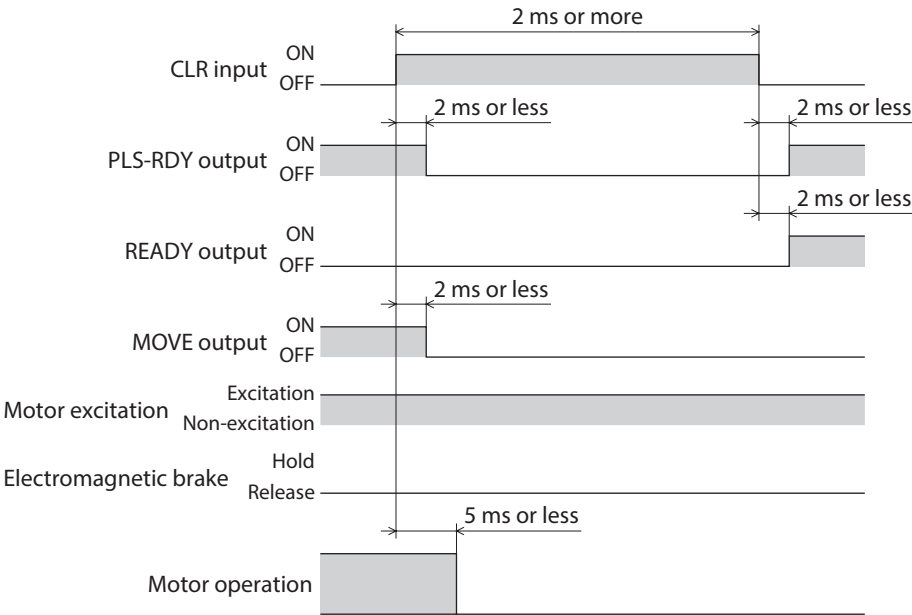 2 ms or more
CLR input
ON
OFF
2 ms or less
2 ms or less
PLS-RDY output
ON
OFF
2 ms or less
READY output
ON
OFF
2 ms or less
MOVE output
ON
OFF
Motor excitation
Excitation
Non-excitation
Electromagnetic brake
Hold
Release
5 ms or less
Motor operation